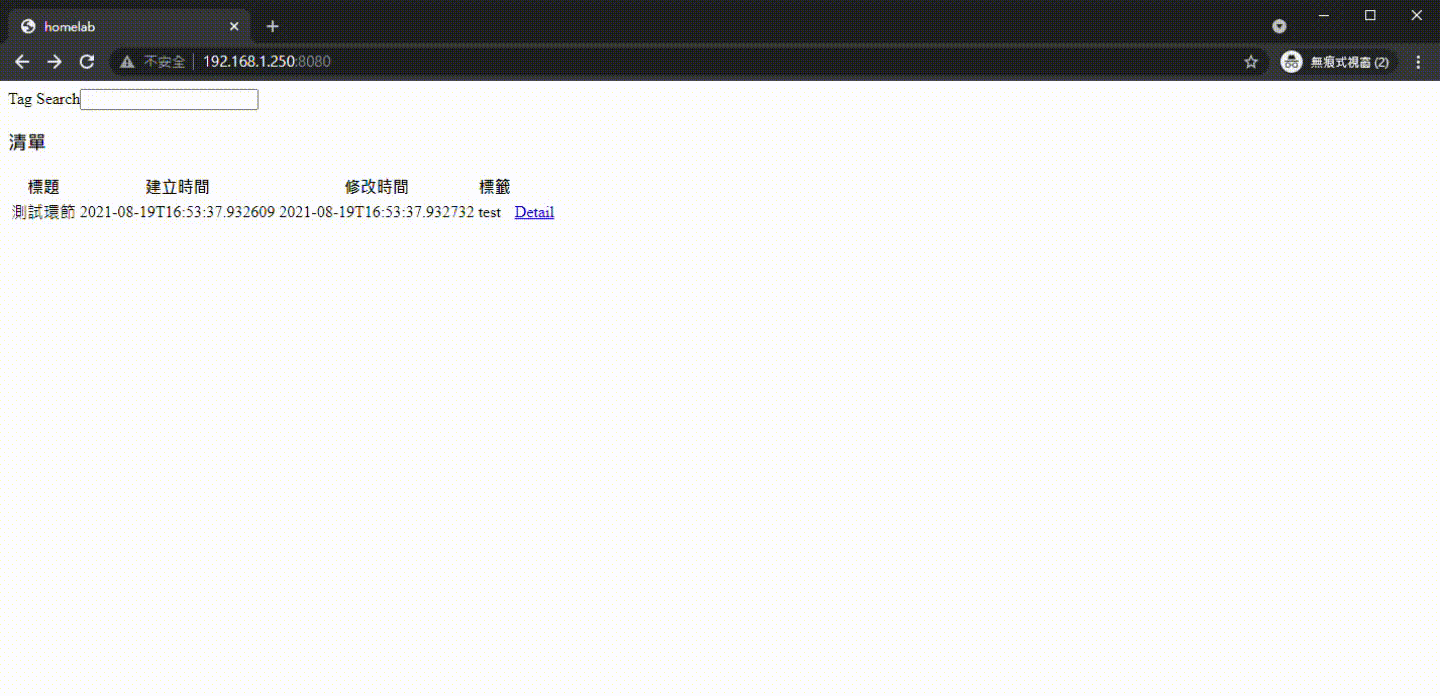 homelab
不安全 192.168.1.250:8080 無痕式視窗 (2)
Tag Search
清單
標題 建立時間 修改時間 標籤
測試環節 2021-08-19T16:53:37.932609 2021-08-19T16:53:37.932732 test Detail